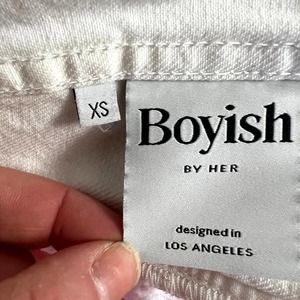 XS
Boyish
BY HER
designed in
LOS ANGELES